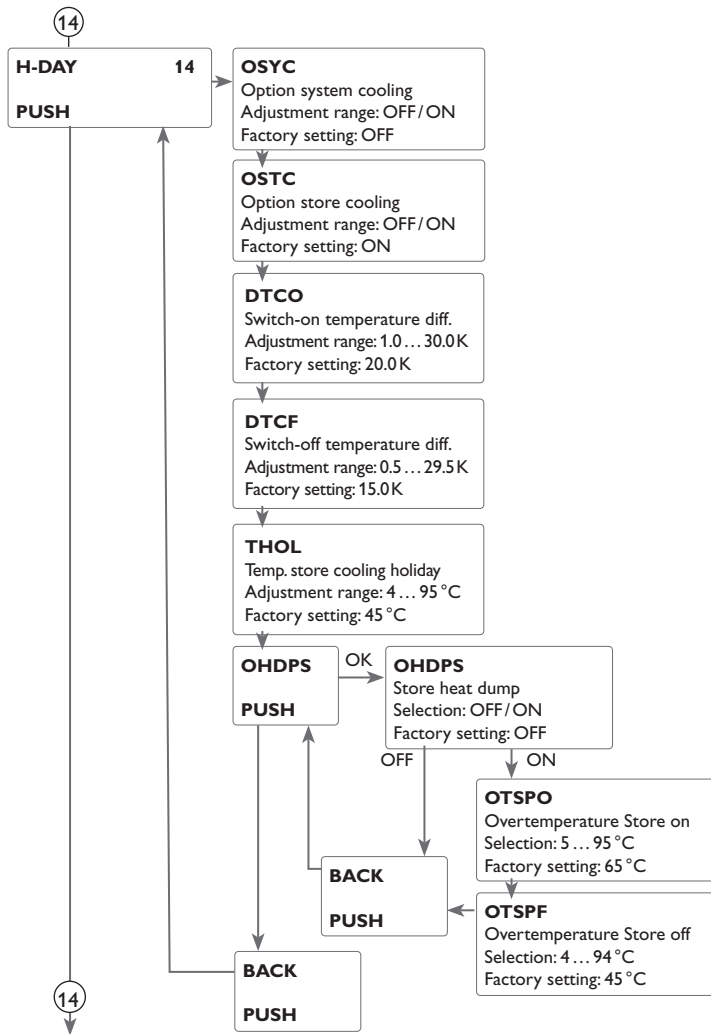 14
H-DAY 14
PUSH
OSYC
Option system cooling
Adjustment range: OFF/ON
Factory setting: OFF
OSTC
Option store cooling
Adjustment range: OFF/ON
Factory setting: ON
DTCO
Switch-on temperature diff.
Adjustment range: 1.0 … 30.0 K
Factory setting: 20.0 K
DTCF
Switch-off temperature diff.
Adjustment range: 0.5 … 29.5 K
Factory setting: 15.0 K
THOL
Temp. store cooling holiday
Adjustment range: 4 … 95 °C
Factory setting: 45 °C
OHDPS
PUSH
OK
OHDPS
Store heat dump
Selection: OFF/ON
Factory setting: OFF
OFF
ON
OTSPO
Overtemperature Store on
Selection: 5 … 95 °C
Factory setting: 65 °C
OTSPF
Overtemperature Store off
Selection: 4 … 94 °C
Factory setting: 45 °C
BACK
PUSH
BACK
PUSH
14